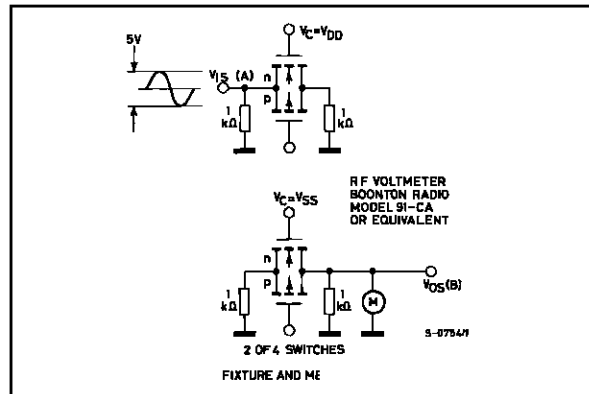 5V
VC=VDD
VIS (A)
n
p
1
kΩ
1
kΩ
RF VOLTMETER
BOONTON RADIO
MODEL 91-CA
OR EQUIVALENT
VC=VSS
n
p
1
kΩ
1
kΩ
M
VOS(B)
S-0754/1
2 OF 4 SWITCHES
FIXTURE AND ME